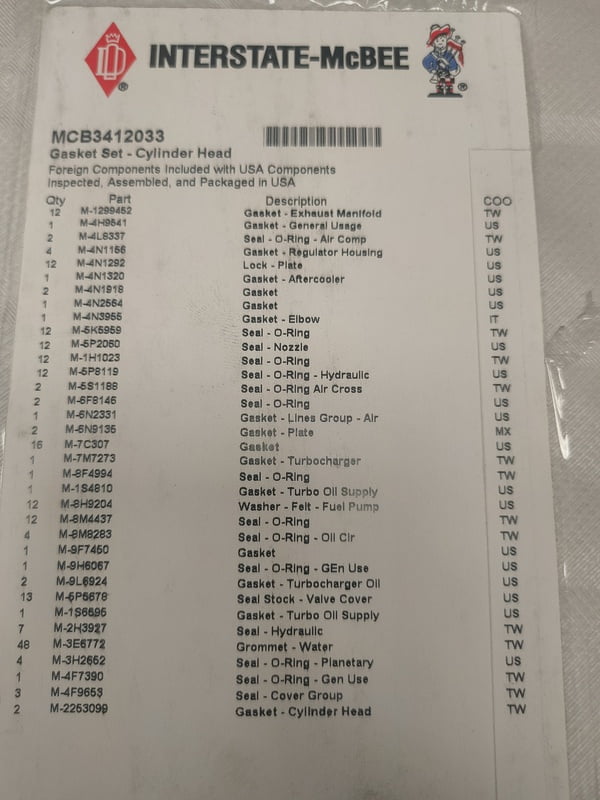 INTERSTATE-McBEE
MCB3412033
Gasket Set - Cylinder Head
Foreign Components Included with USA Components
Inspected, Assembled, and Packaged in USA
Qty Part Description COO
12 M-1299452 Gasket - Exhaust Manifold TW
1 M-4H9541 Gasket - General Usage US
2 M-4L8337 Seal - O-Ring - Air Comp TW
4 M-4N1156 Gasket - Regulator Housing US
12 M-4N1292 Lock - Plate US
1 M-4N1320 Gasket - Aftercooler US
2 M-4N1918 Gasket US
1 M-4N2564 Gasket US
1 M-4N3955 Gasket - Elbow IT
12 M-5K5959 Seal - O-Ring TW
12 M-5P2060 Seal - Nozzle US
12 M-1H1023 Seal - O-Ring TW
12 M-5P8119 Seal - O-Ring - Hydraulic US
2 M-5S1188 Seal - O-Ring Air Cross TW
2 M-6F8146 Seal - O-Ring US
1 M-6N2331 Gasket - Lines Group - Air US
2 M-6N9135 Gasket - Plate MX
16 M-7C307 Gasket US
1 M-7M7273 Gasket - Turbocharger TW
1 M-8F4994 Seal - O-Ring TW
1 M-1S4810 Gasket - Turbo Oil Supply US
12 M-8H9204 Washer - Felt - Fuel Pump US
12 M-8M4437 Seal - O-Ring TW
4 M-8M8283 Seal - O-Ring - Oil Clr TW
1 M-9F7450 Gasket US
1 M-9H6067 Seal - O-Ring - GEn Use US
2 M-9L6924 Gasket - Turbocharger Oil US
13 M-5P5678 Seal Stock - Valve Cover US
1 M-1S6695 Gasket - Turbo Oil Supply US
7 M-2H3927 Seal - Hydraulic TW
48 M-3E6772 Grommet - Water TW
4 M-3H2652 Seal - O-Ring - Planetary US
1 M-4F7390 Seal - O-Ring - Gen Use TW
3 M-4F9653 Seal - Cover Group TW
2 M-2253099 Gasket - Cylinder Head TW